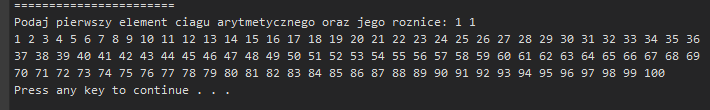 =======================
Podaj pierwszy element ciagu arytmetycznego oraz jego roznice: 1 1
1 2 3 4 5 6 7 8 9 10 11 12 13 14 15 16 17 18 19 20 21 22 23 24 25 26 27 28 29 30 31 32 33 34 35 36
37 38 39 40 41 42 43 44 45 46 47 48 49 50 51 52 53 54 55 56 57 58 59 60 61 62 63 64 65 66 67 68 69
70 71 72 73 74 75 76 77 78 79 80 81 82 83 84 85 86 87 88 89 90 91 92 93 94 95 96 97 98 99 100
Press any key to continue . . .